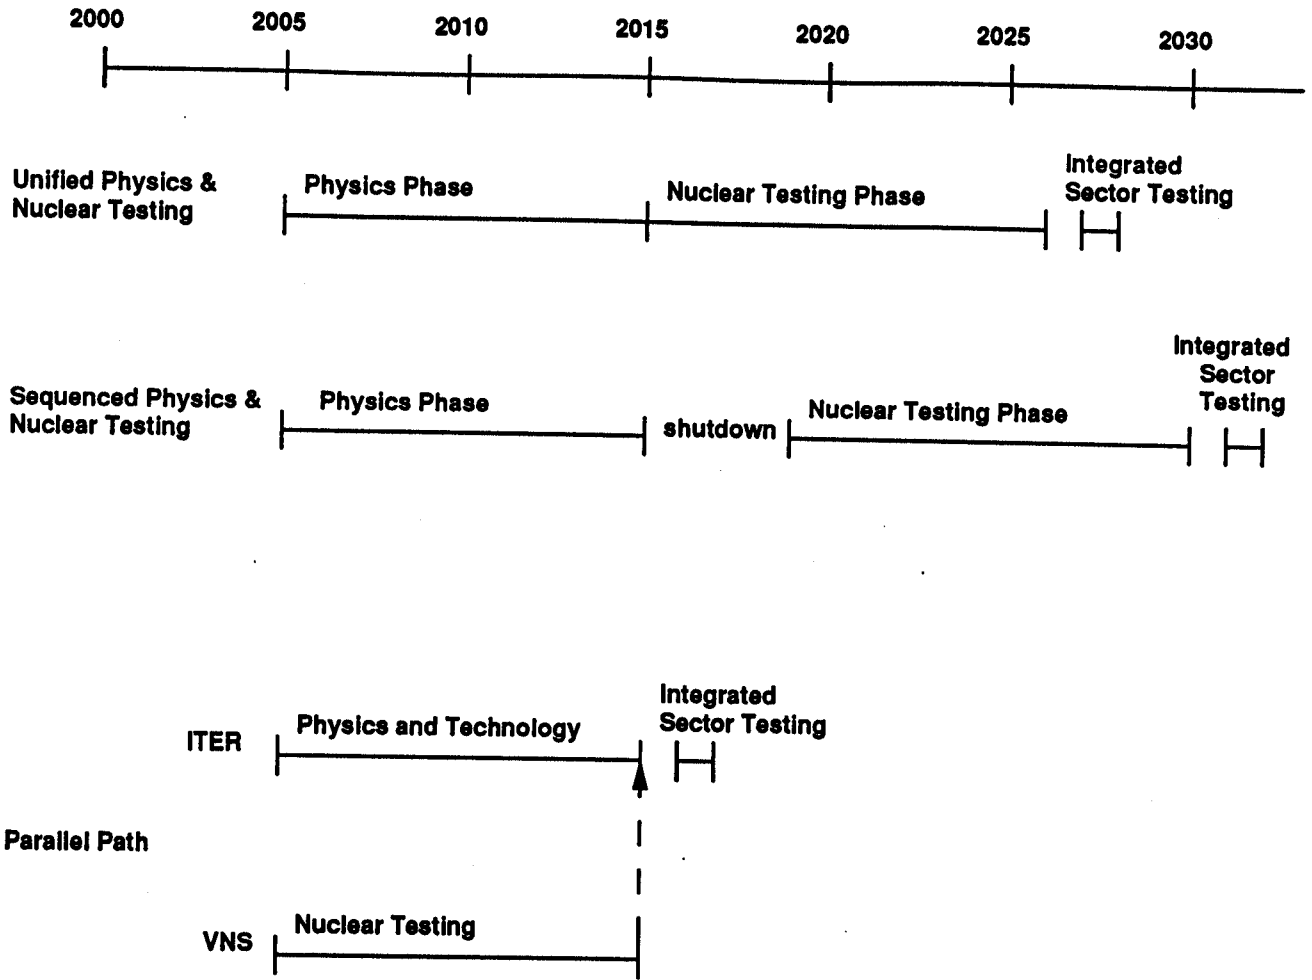 2000 2005 2010 2015 2020 2025 2030
Unified Physics &
Nuclear Testing
Physics Phase
Nuclear Testing Phase
Integrated
Sector Testing
Sequenced Physics &
Nuclear Testing
Physics Phase
shutdown
Nuclear Testing Phase
Integrated
Sector
Testing
Parallel Path
ITER
Physics and Technology
Integrated
Sector Testing
VNS
Nuclear Testing